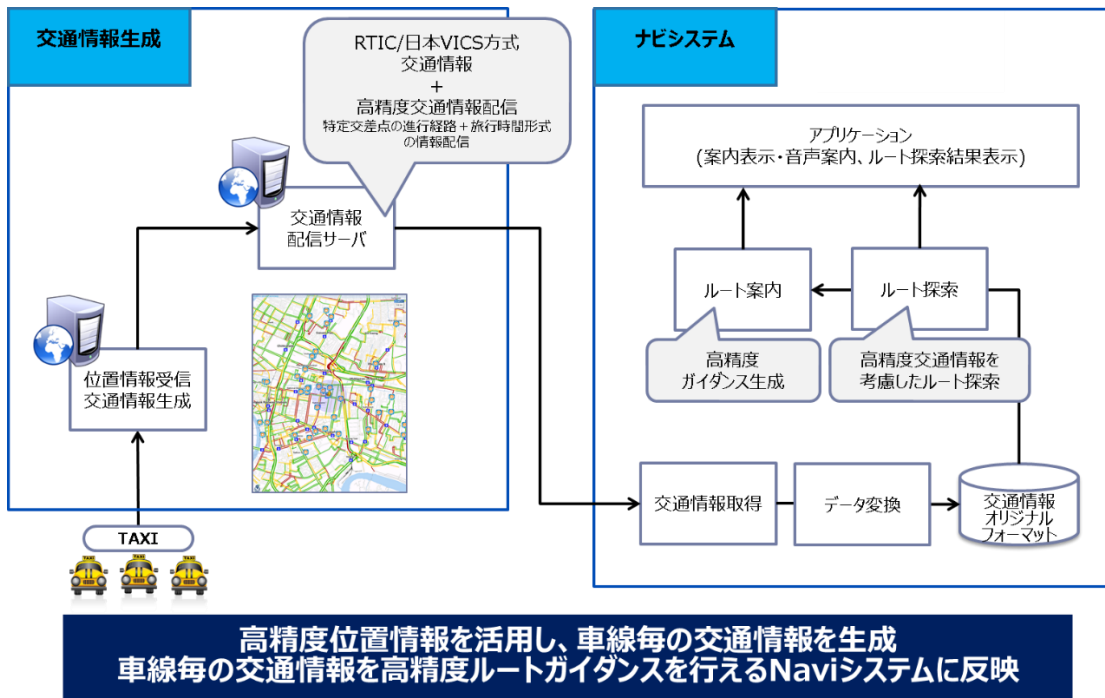 交通情報生成
RTIC/日本VICS方式
交通情報
+
高精度交通情報配信
特定交差点の進行経路+旅行時間形式
の情報配信
交通情報
配信サーバ
位置情報受信
交通情報生成
TAXI
TAXI
TAXI
TAXI
ナビシステム
アプリケーション
(案内表示・音声案内、ルート探索結果表示)
ルート案内
ルート探索
高精度
ガイダンス生成
高精度交通情報を
考慮したルート探索
交通情報取得
データ変換
交通情報
オリジナル
フォーマット
高精度位置情報を活用し、車線毎の交通情報を生成
車線毎の交通情報を高精度ルートガイダンスを行えるNaviシステムに反映